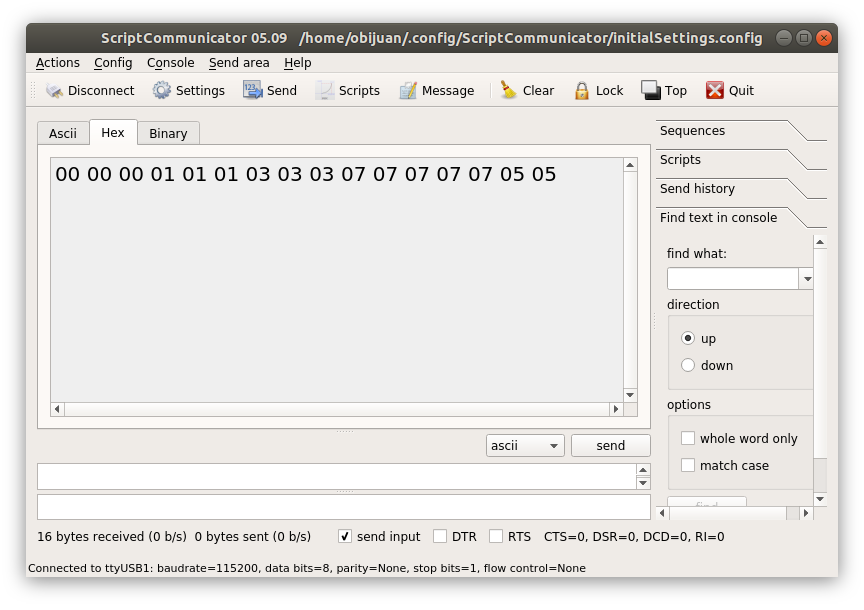 ScriptCommunicator 05.09 /home/obijuan/.config/ScriptCommunicator/initialSettings.config
Actions Config Console Send area Help
Disconnect Settings Send Scripts Message Clear Lock Top Quit
Ascii Hex Binary
00 00 00 01 01 01 03 03 03 07 07 07 07 07 05 05
Sequences
Scripts
Send history
Find text in console
find what:
direction
up
down
options
whole word only
match case
find
ascii send
16 bytes received (0 b/s) 0 bytes sent (0 b/s) send input DTR RTS CTS=0, DSR=0, DCD=0, RI=0
Connected to ttyUSB1: baudrate=115200, data bits=8, parity=None, stop bits=1, flow control=None